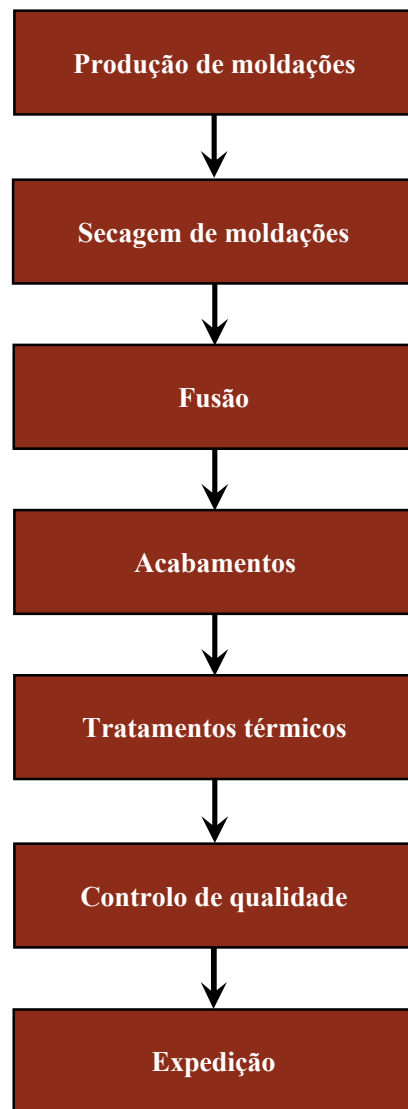 Produção de moldações
Secagem de moldações
Fusão
Acabamentos
Tratamentos térmicos
Controlo de qualidade
Expedição